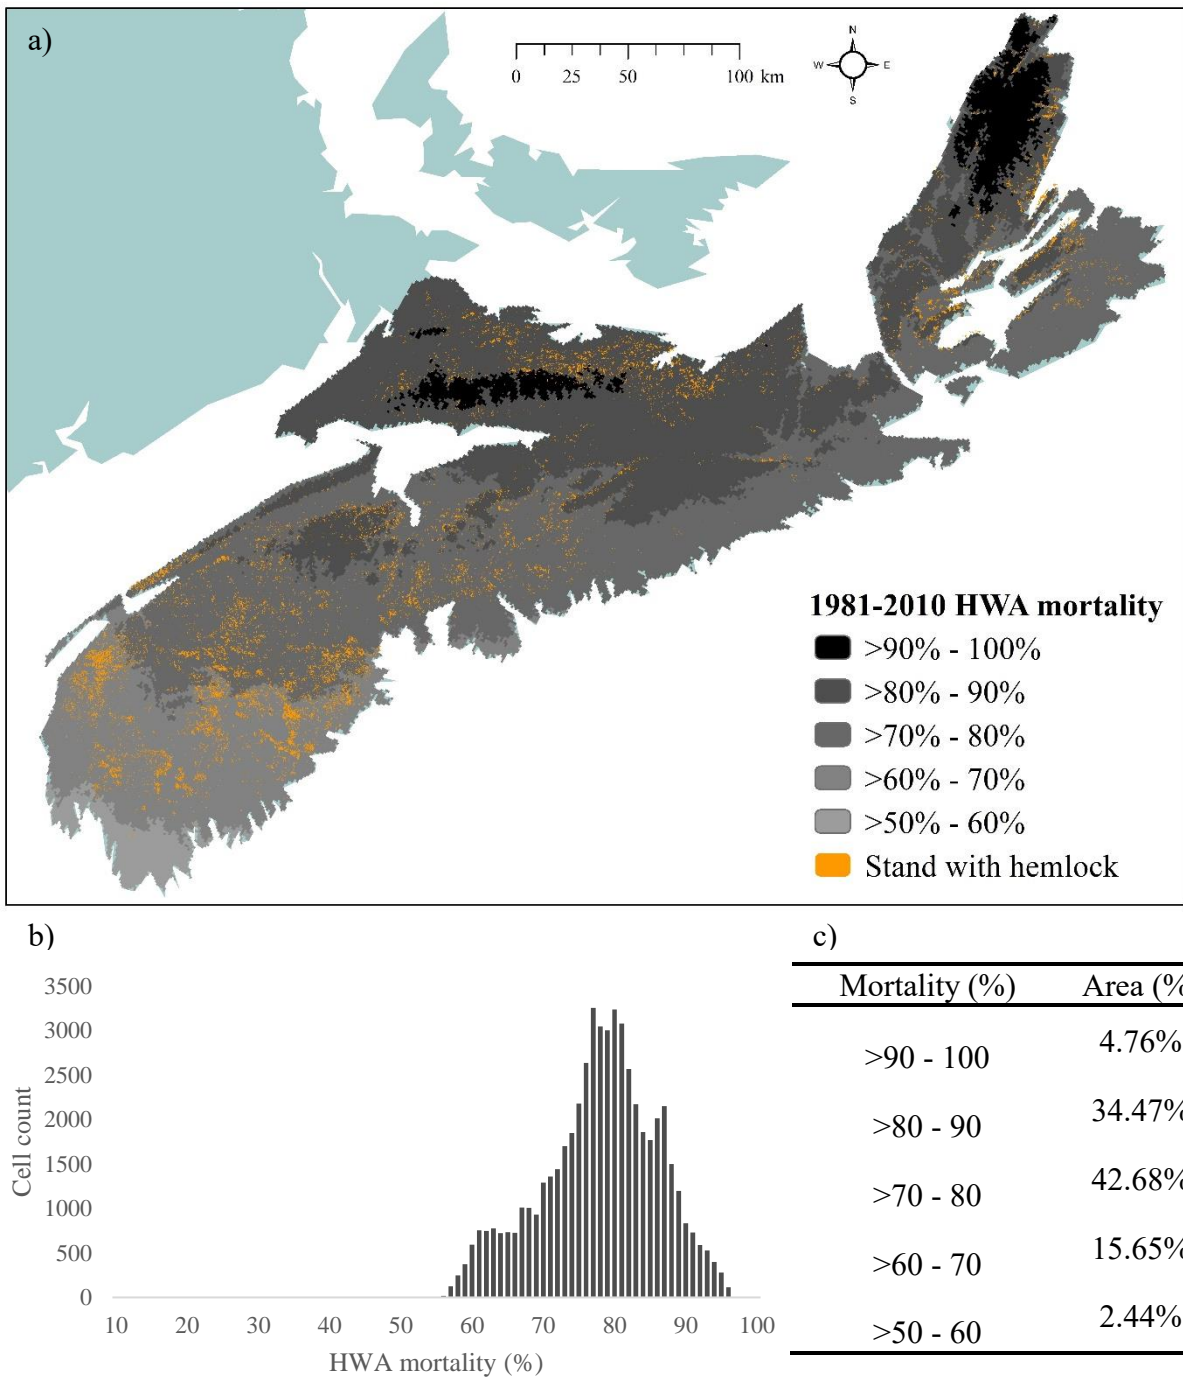 a)
N
W E
S
0 25 50 100 km
1981-2010 HWA mortality
>90% - 100%
>80% - 90%
>70% - 80%
>60% - 70%
>50% - 60%
Stand with hemlock
b)
3500
3000
2500
2000
1500
1000
500
0
Cell count
10 20 30 40 50 60 70 80 90 100
HWA mortality (%)
c)
Mortality (%) Area (%
>90 - 100 4.76%
>80 - 90 34.47%
>70 - 80 42.68%
>60 - 70 15.65%
>50 - 60 2.44%